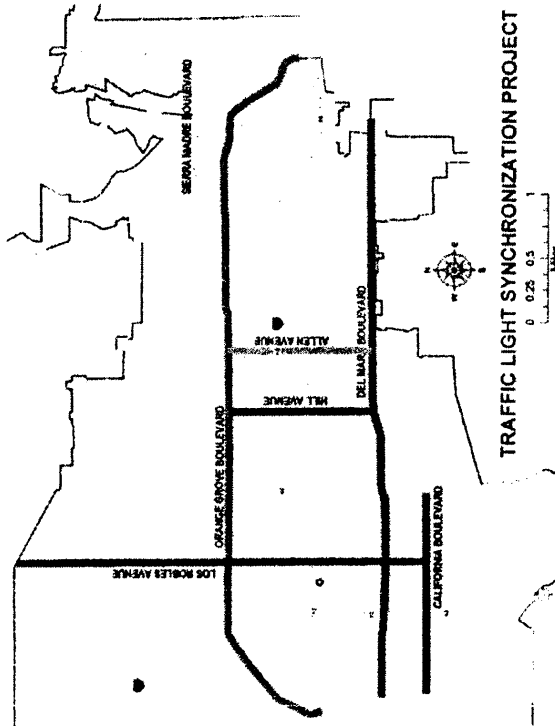 SIERRA MADRE BOULEVARD
ORANGE GROVE BOULEVARD
ALLEN AVENUE
HILL AVENUE
DEL MAR BOULEVARD
LOS ROBLES AVENUE
CALIFORNIA BOULEVARD
N
W
E
S
0 0.25 0.5 1
TRAFFIC LIGHT SYNCHRONIZATION PROJECT